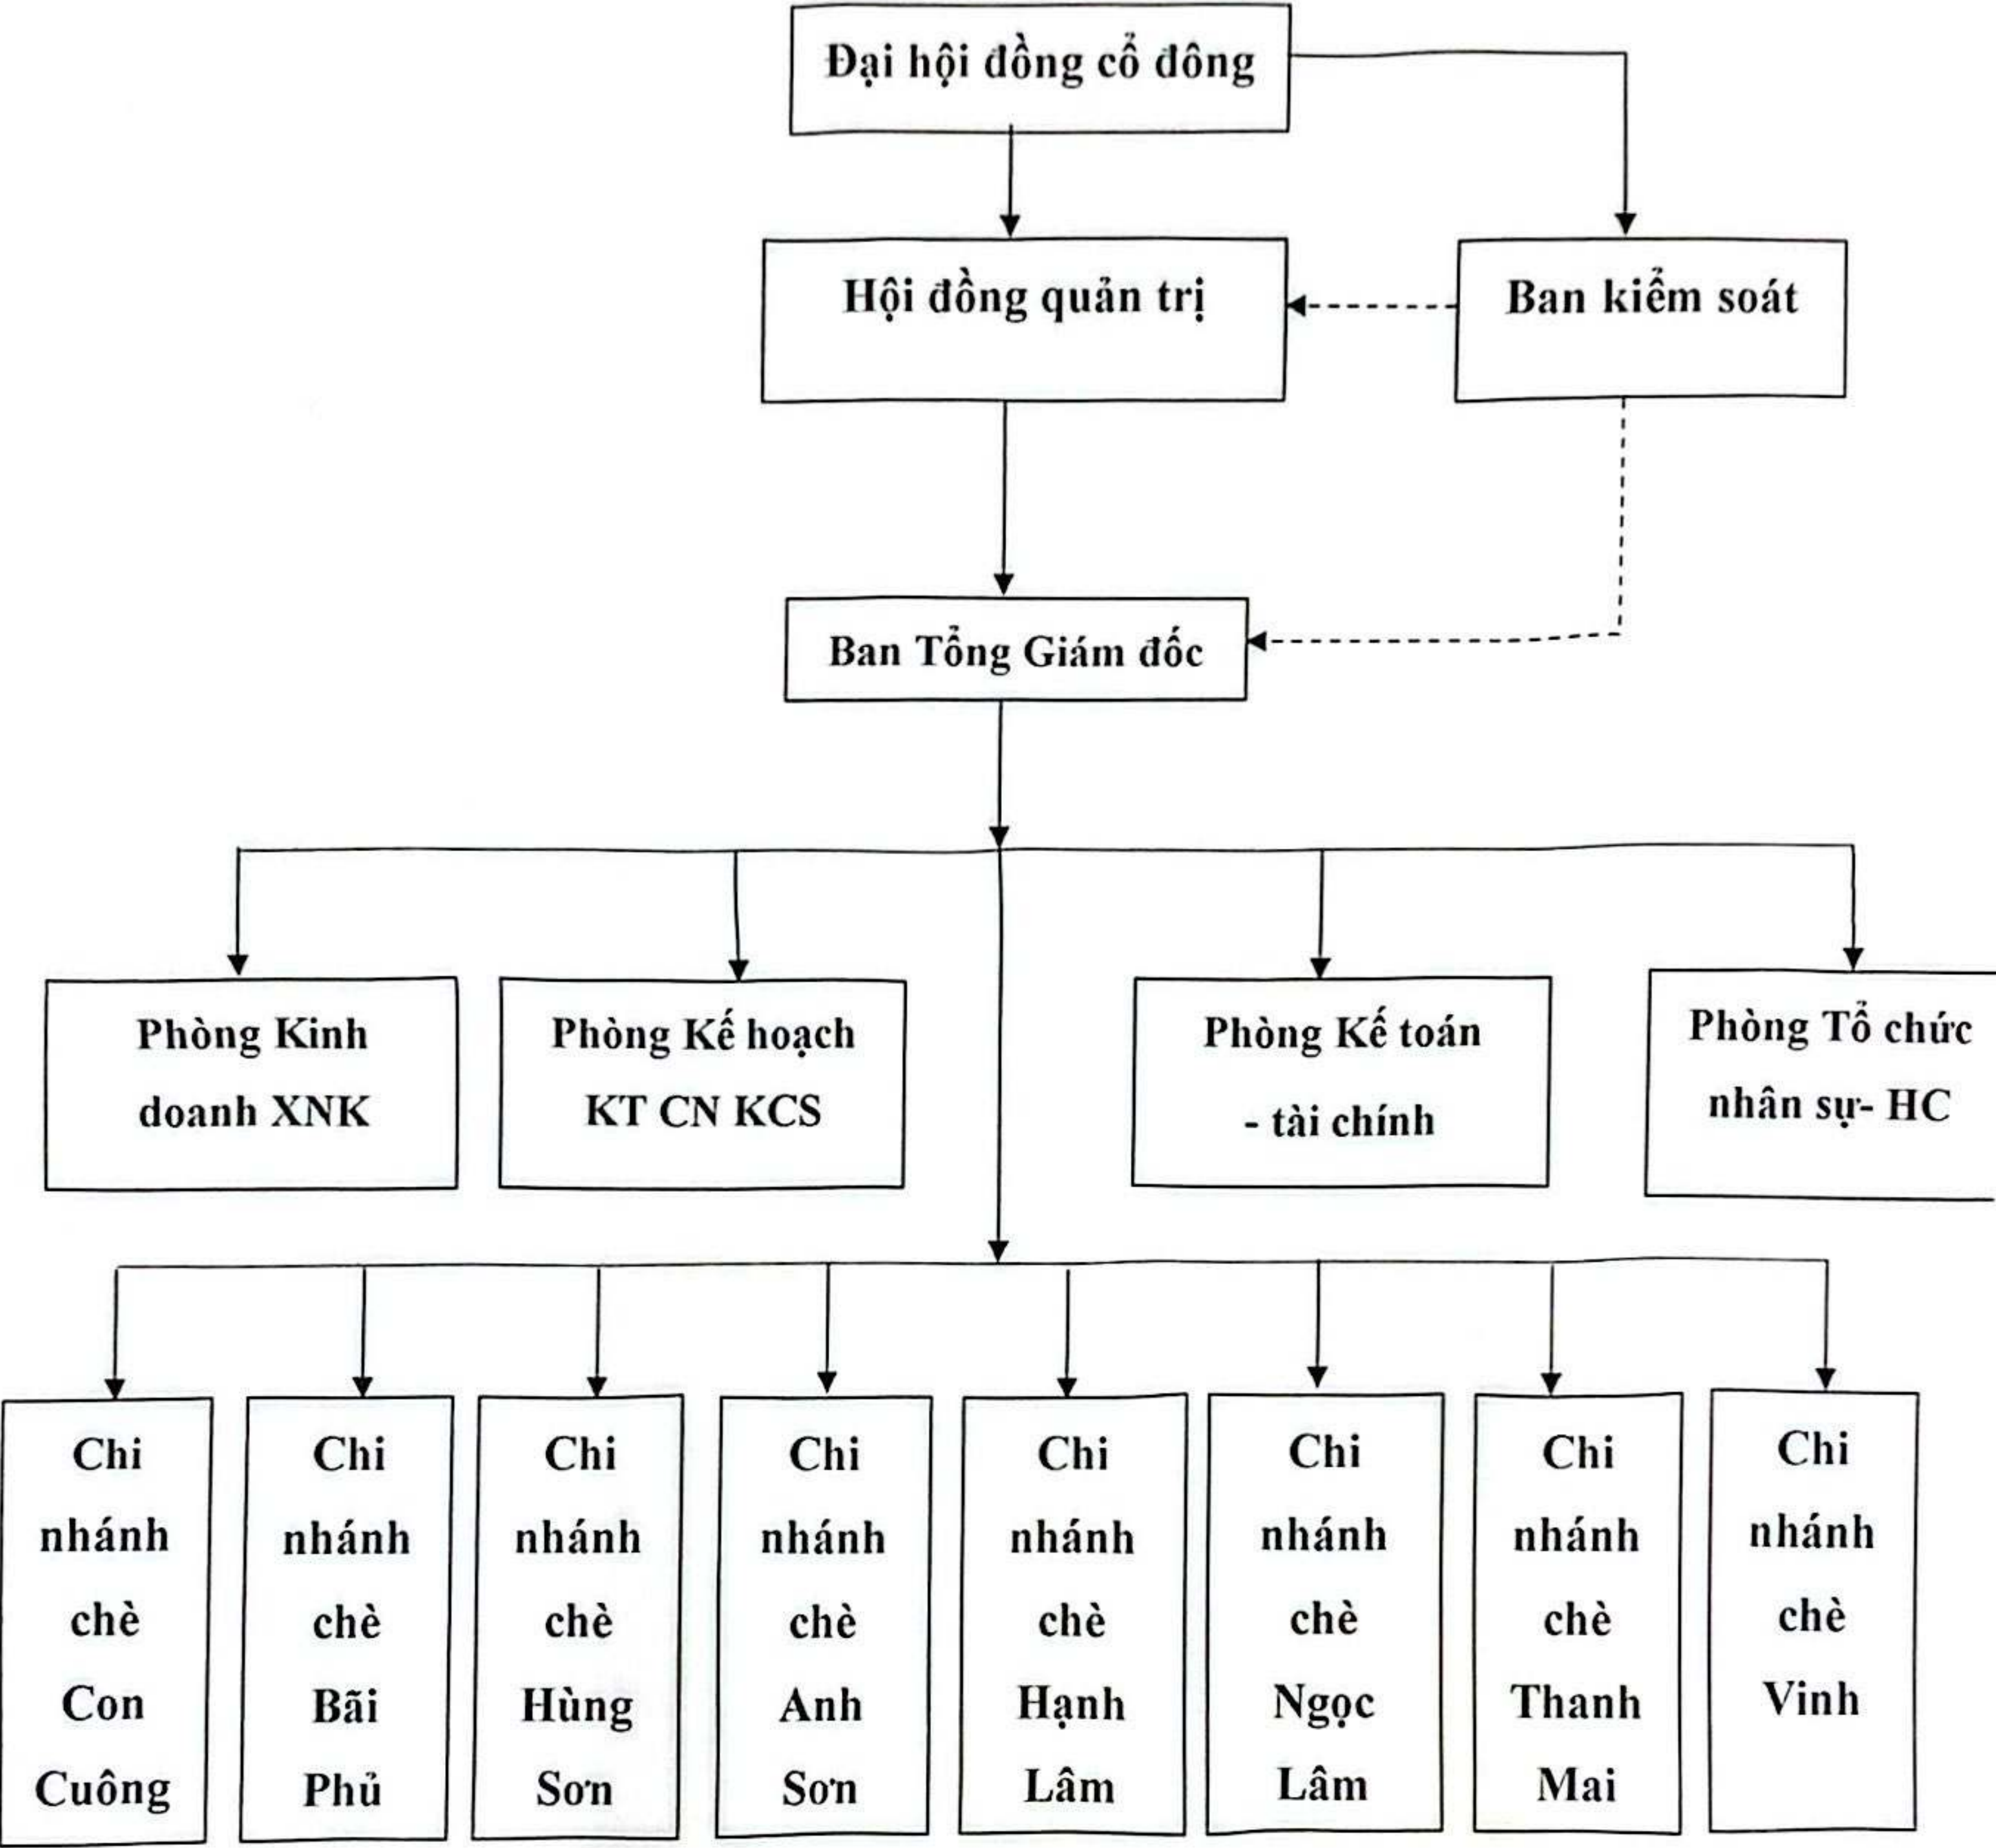 Đại hội đồng cổ đông
Hội đồng quản trị
Ban kiểm soát
Ban Tổng Giám đốc
Phòng Kinh
doanh XNK
Phòng Kế hoạch
KT CN KCS
Phòng Kế toán
- tài chính
Phòng Tổ chức
nhân sự- HC
Chi
nhánh
chè
Con
Cuông
Chi
nhánh
chè
Bãi
Phủ
Chi
nhánh
chè
Hùng
Sơn
Chi
nhánh
chè
Anh
Sơn
Chi
nhánh
chè
Hạnh
Lâm
Chi
nhánh
chè
Ngọc
Lâm
Chi
nhánh
chè
Thanh
Mai
Chi
nhánh
chè
Vinh